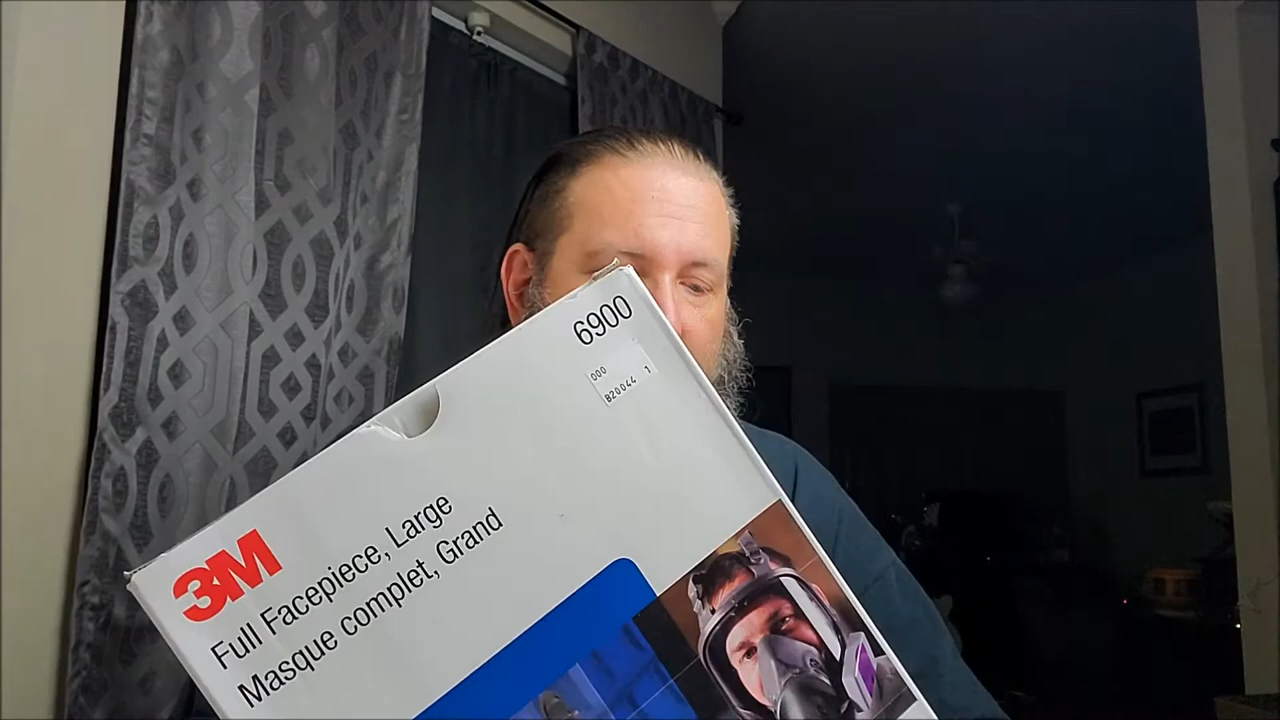 6900
000
B20044 1
3M
Full Facepiece, Large
Masque complet, Grand